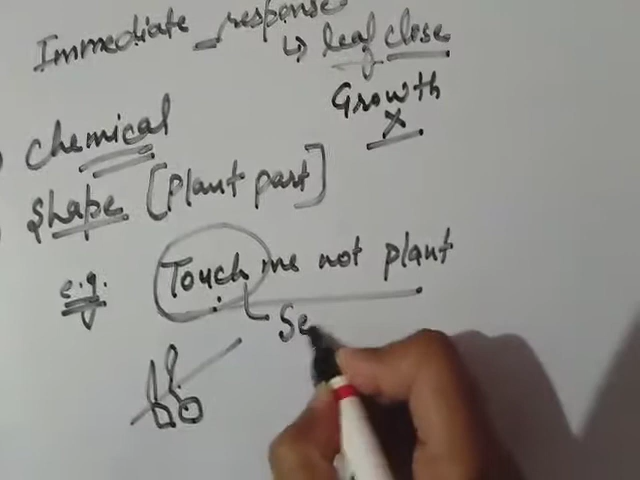 Immediate response
↳ leaf close
Growth
x
Chemical
Shape [Plant part]
e.g. Touch me not plant
Se